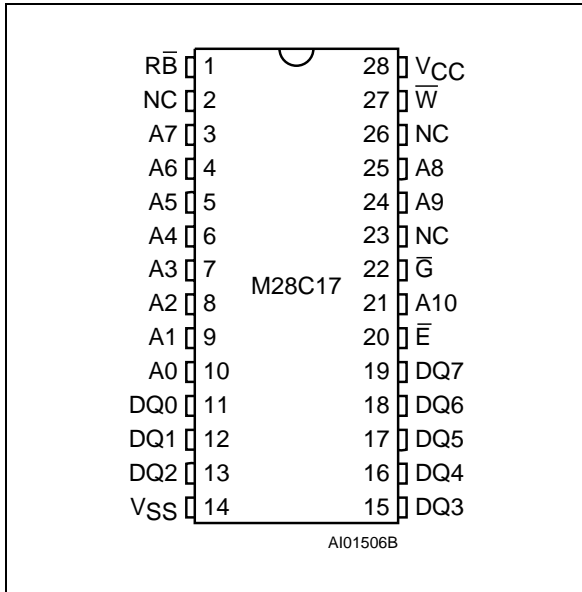 RB̅ 1 28 VCC
NC 2 27 W̅
A7 3 26 NC
A6 4 25 A8
A5 5 24 A9
A4 6 23 NC
A3 7 22 G̅
M28C17
A2 8 21 A10
A1 9 20 E̅
A0 10 19 DQ7
DQ0 11 18 DQ6
DQ1 12 17 DQ5
DQ2 13 16 DQ4
VSS 14 15 DQ3
AI01506B